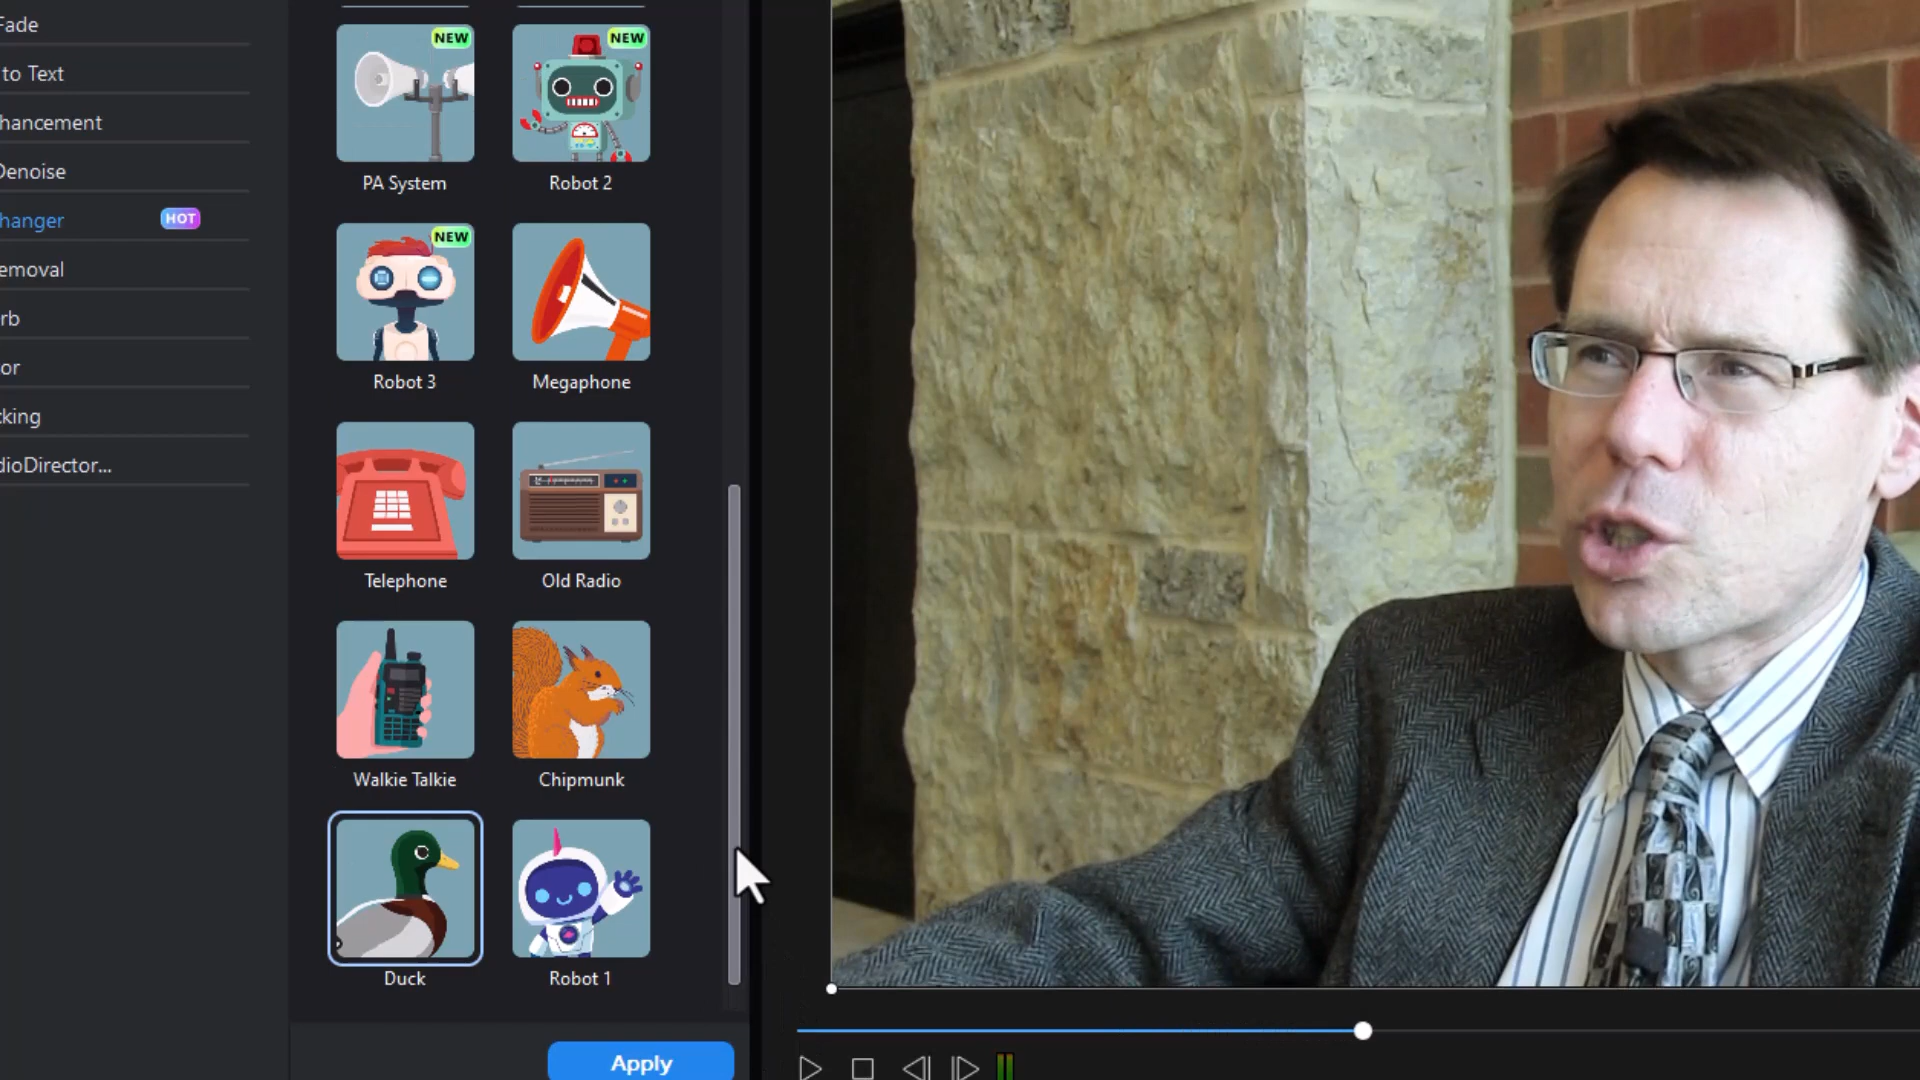 Fade
to Text
hancement
Denoise
hanger
HOT
emoval
rb
or
king
dioDirector...
NEW
NEW
PA System
Robot 2
NEW
Robot 3
Megaphone
Telephone
Old Radio
Walkie Talkie
Chipmunk
Duck
Robot 1
Apply